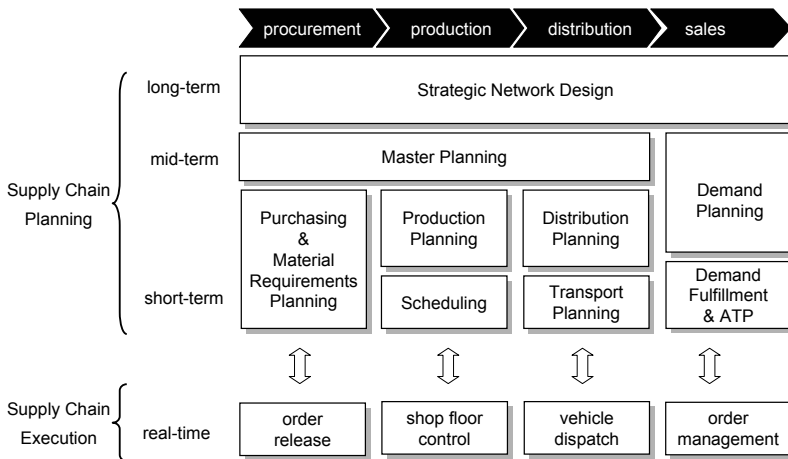 procurement production distribution sales
long-term
Strategic Network Design
mid-term
Master Planning
Supply Chain
Planning
Demand
Planning
Purchasing
&
Material
Requirements
Planning
Production
Planning
Distribution
Planning
short-term
Scheduling
Transport
Planning
Demand
Fulfillment
& ATP
Supply Chain
Execution
real-time
order
release
shop floor
control
vehicle
dispatch
order
management